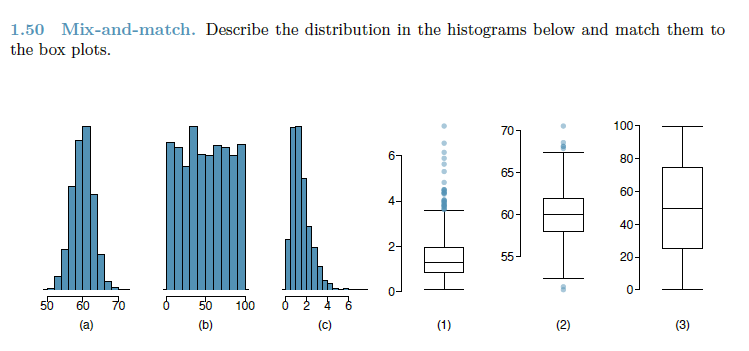 1.50 Mix-and-match. Describe the distribution in the histograms below and match them to
the box plots.
6
4
2
0
70
65
60
55
100
80
60
40
20
0
50 60 70
0 50 100
0 2 4 6
(a)
(b)
(c)
(1)
(2)
(3)